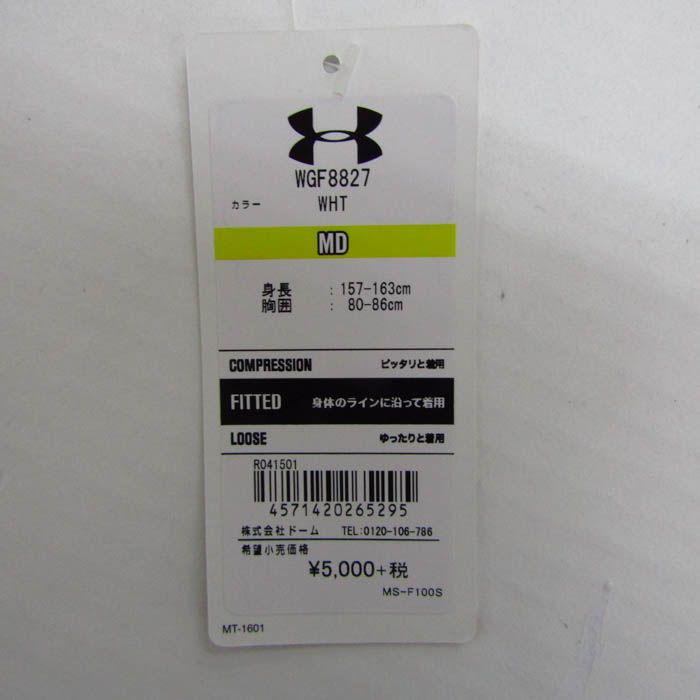 WGF8827
カラー WHT
MD
身長 : 157-163cm
胸囲 : 80-86cm
COMPRESSION ピッタリと着用
FITTED 身体のラインに沿って着用
LOOSE ゆったりと着用
R041501
4571420265295
株式会社ドーム TEL:0120-106-786
希望小売価格
¥5,000+税
MS-F100S
MT-1601